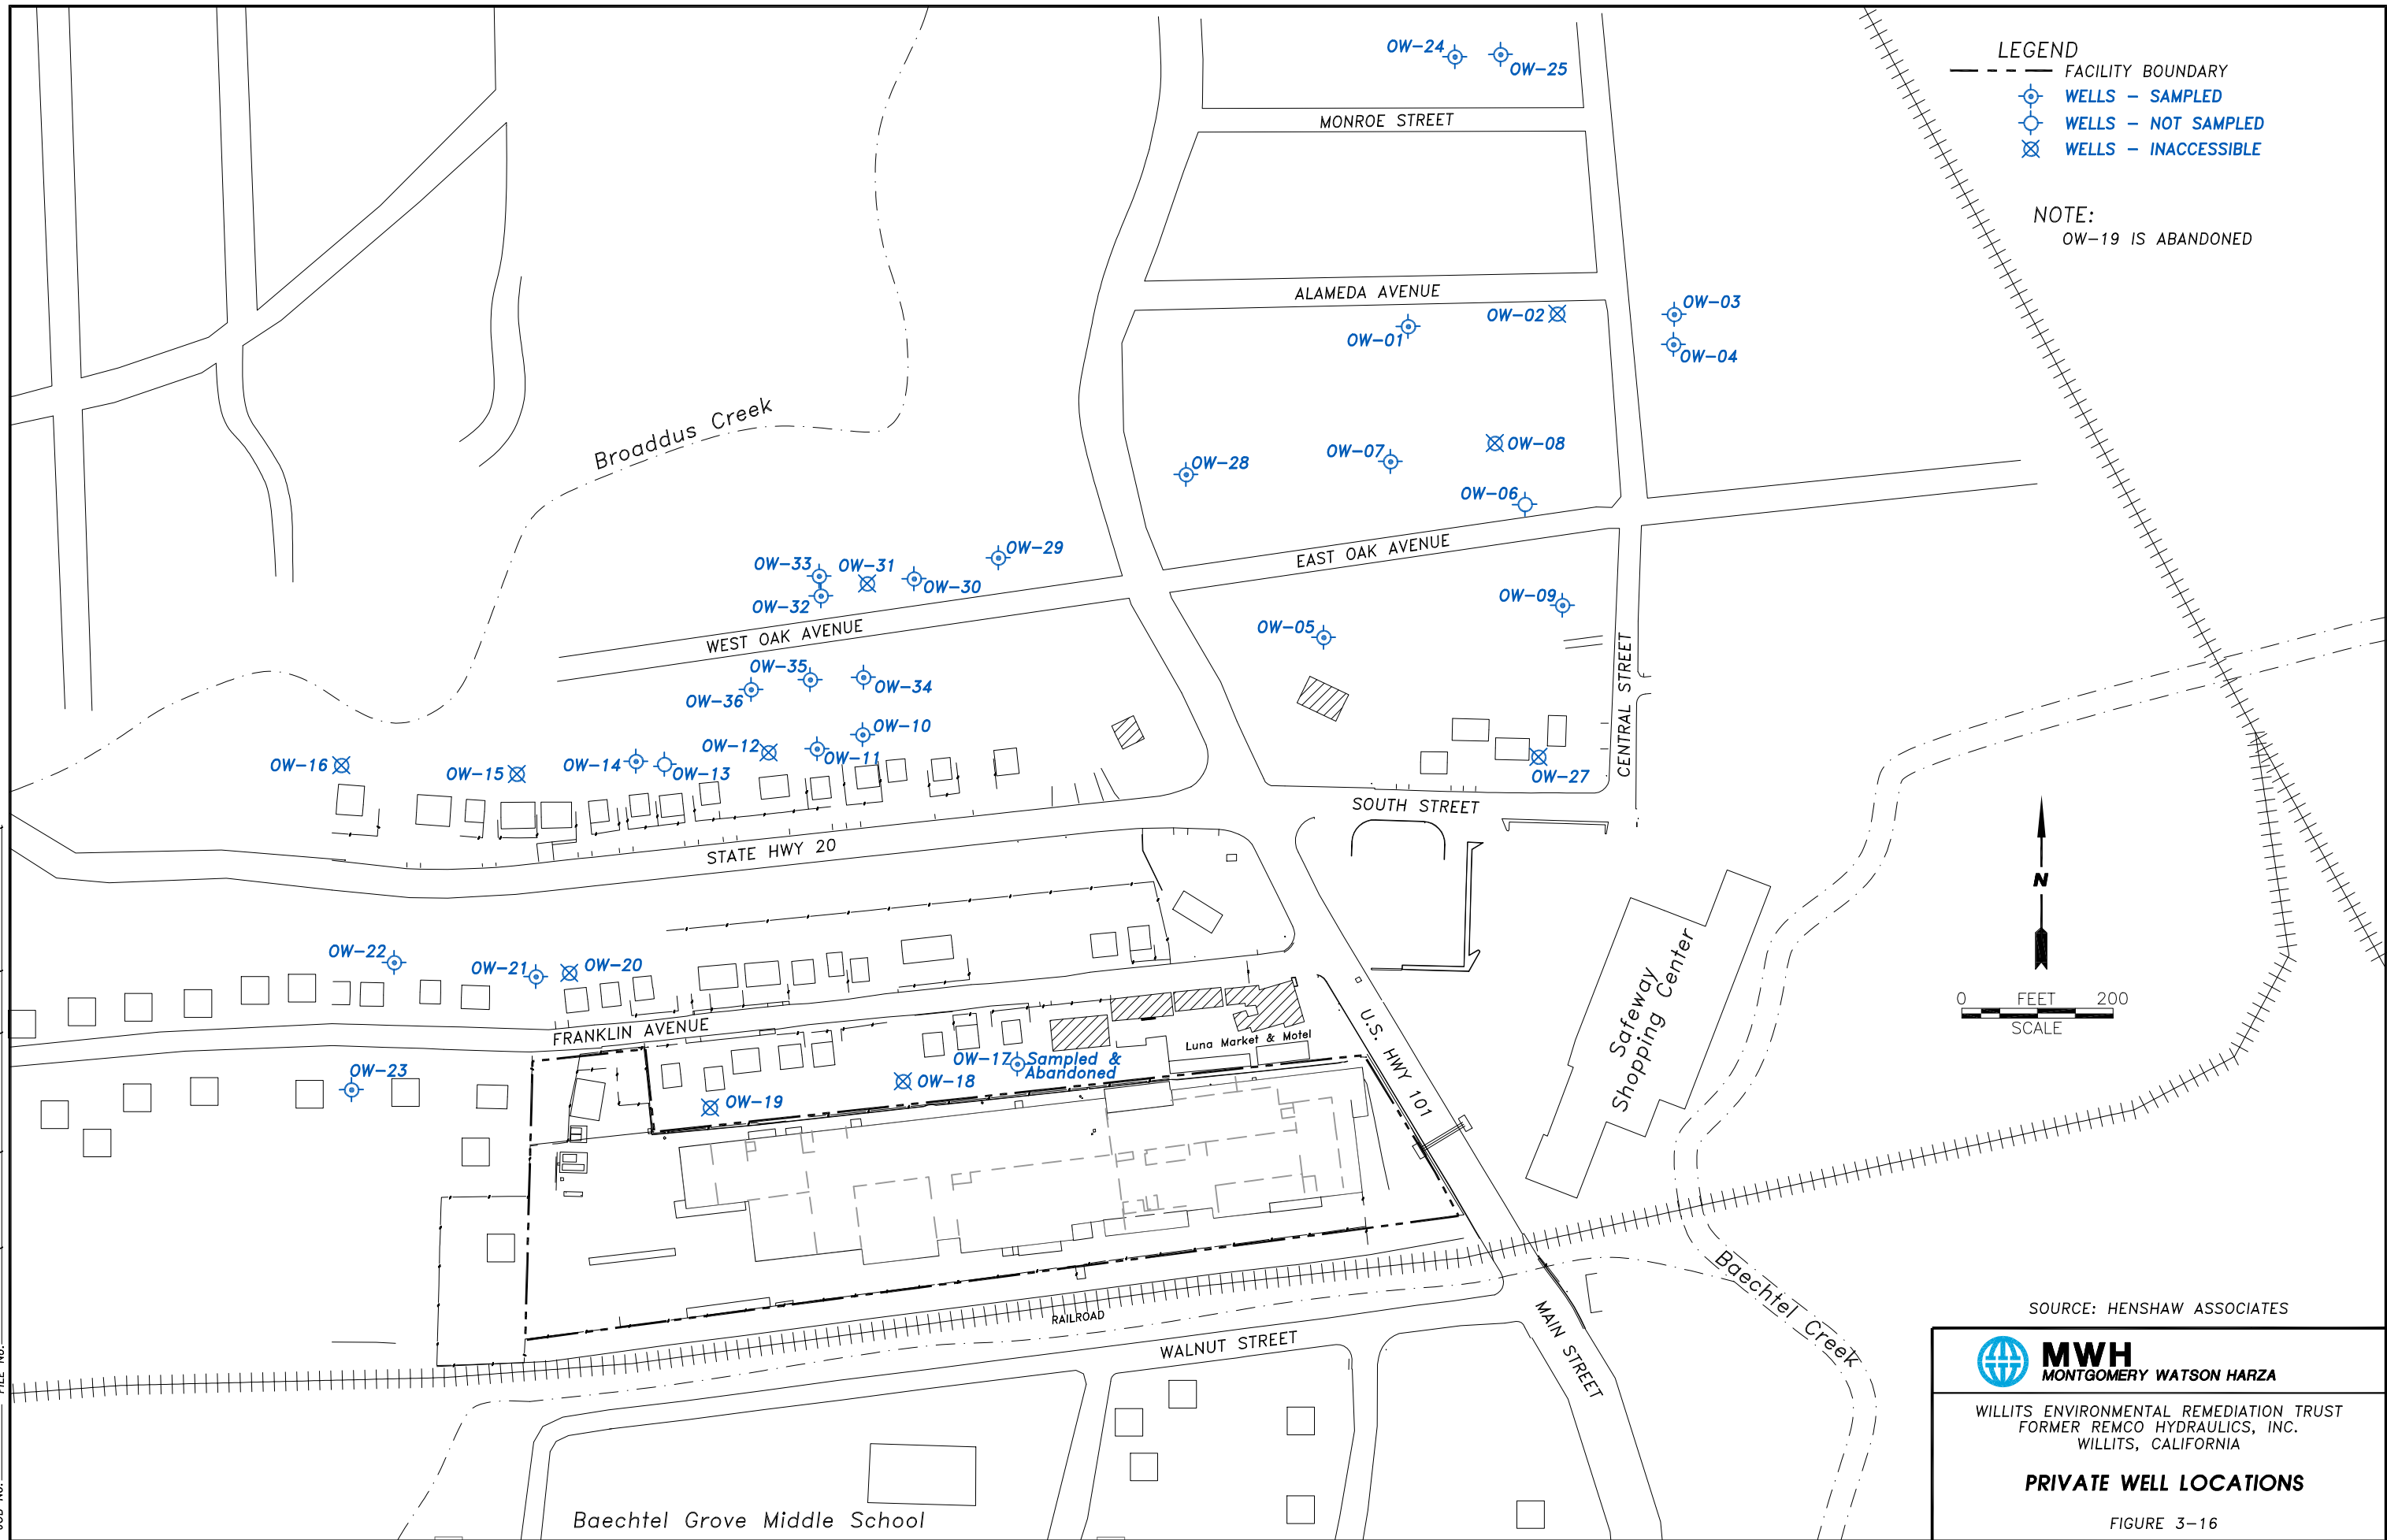 OW-24
OW-25
LEGEND
FACILITY BOUNDARY
WELLS - SAMPLED
WELLS - NOT SAMPLED
WELLS - INACCESSIBLE
MONROE STREET
NOTE:
OW-19 IS ABANDONED
ALAMEDA AVENUE
OW-03
OW-02
OW-01
OW-04
Broaddus Creek
OW-28
OW-07
OW-08
OW-06
EAST OAK AVENUE
OW-29
OW-33
OW-31
OW-30
OW-32
WEST OAK AVENUE
OW-09
OW-05
CENTRAL STREET
OW-35
OW-34
OW-36
OW-10
OW-12
OW-11
OW-16
OW-15
OW-14
OW-13
OW-27
SOUTH STREET
STATE HWY 20
N
OW-22
OW-21
OW-20
Safeway
Shopping Center
0 FEET 200
SCALE
FRANKLIN AVENUE
U.S. HWY 101
Luna Market & Motel
OW-17 Sampled &
Abandoned
OW-23
OW-18
OW-19
Baechtel Creek
RAILROAD
WALNUT STREET
MAIN STREET
SOURCE: HENSHAW ASSOCIATES
MWH
MONTGOMERY WATSON HARZA
WILLITS ENVIRONMENTAL REMEDIATION TRUST
FORMER REMCO HYDRAULICS, INC.
WILLITS, CALIFORNIA
PRIVATE WELL LOCATIONS
FIGURE 3-16
Baechtel Grove Middle School